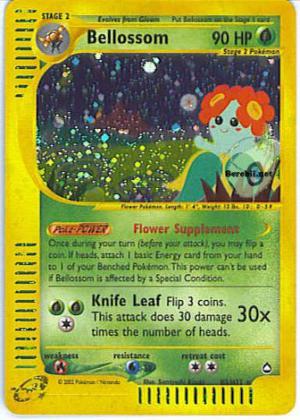 STAGE 2
Evolves from Gloom
Put Bellossom on the Stage 1 card
Bellossom 90 HP
Stage 2 Pokémon
Berebil.net
Flower Pokémon. Length: 1' 4", Weight: 13 lbs.
Poké-POWER Flower Supplement
Once during your turn (before your attack), you may flip
a coin. If heads, attach 1 basic Energy card from your hand
to 1 of your Benched Pokémon. This power can't be used
if Bellossom is affected by a Special Condition.
Knife Leaf Flip 3 coins.
This attack does 30 damage 30x
times the number of heads.
weakness resistance retreat cost
© 2002 Pokémon / Nintendo
Illus.